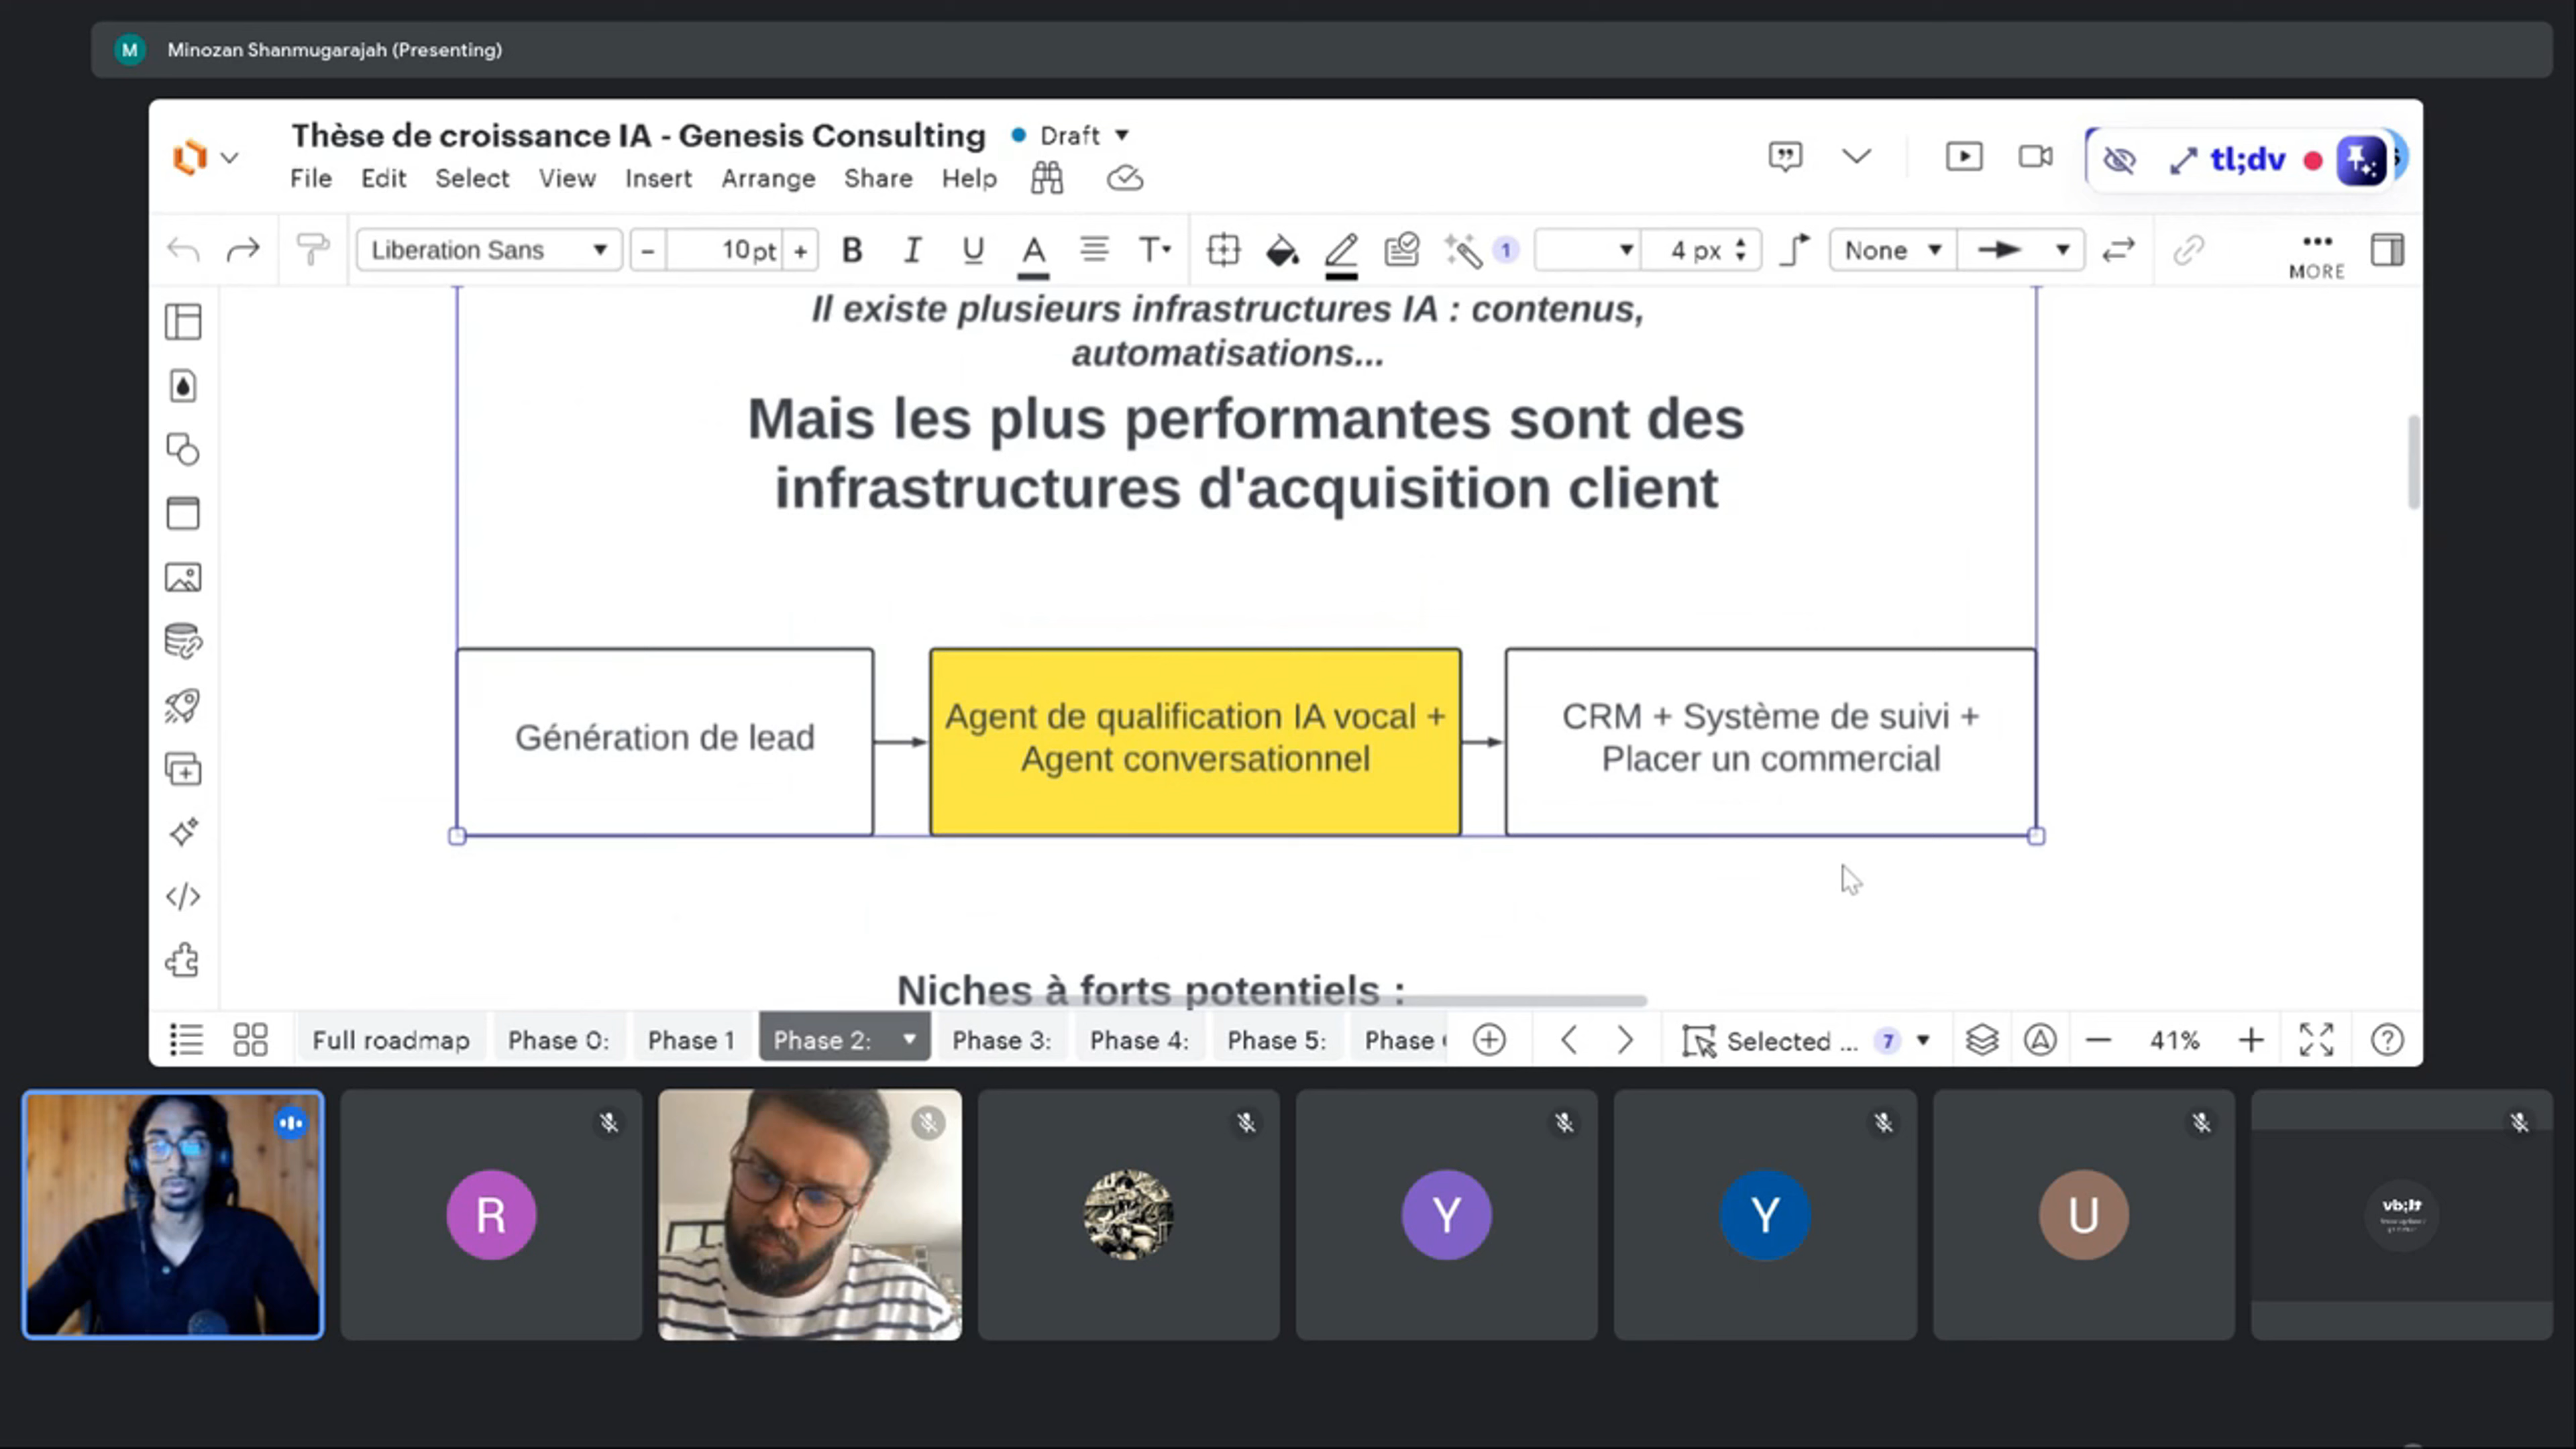 M Minozan Shanmugarajah (Presenting)
Thèse de croissance IA - Genesis Consulting Draft
File Edit Select View Insert Arrange Share Help
tl;dv
Liberation Sans - 10 pt + B I U A T 1 4 px None MORE
Il existe plusieurs infrastructures IA : contenus,
automatisations...
Mais les plus performantes sont des
infrastructures d'acquisition client
Génération de lead
Agent de qualification IA vocal +
Agent conversationnel
CRM + Système de suivi +
Placer un commercial
Niches à forts potentiels :
Full roadmap Phase 0: Phase 1 Phase 2: Phase 3: Phase 4: Phase 5: Phase Selected ... 7 41%
R Y Y U